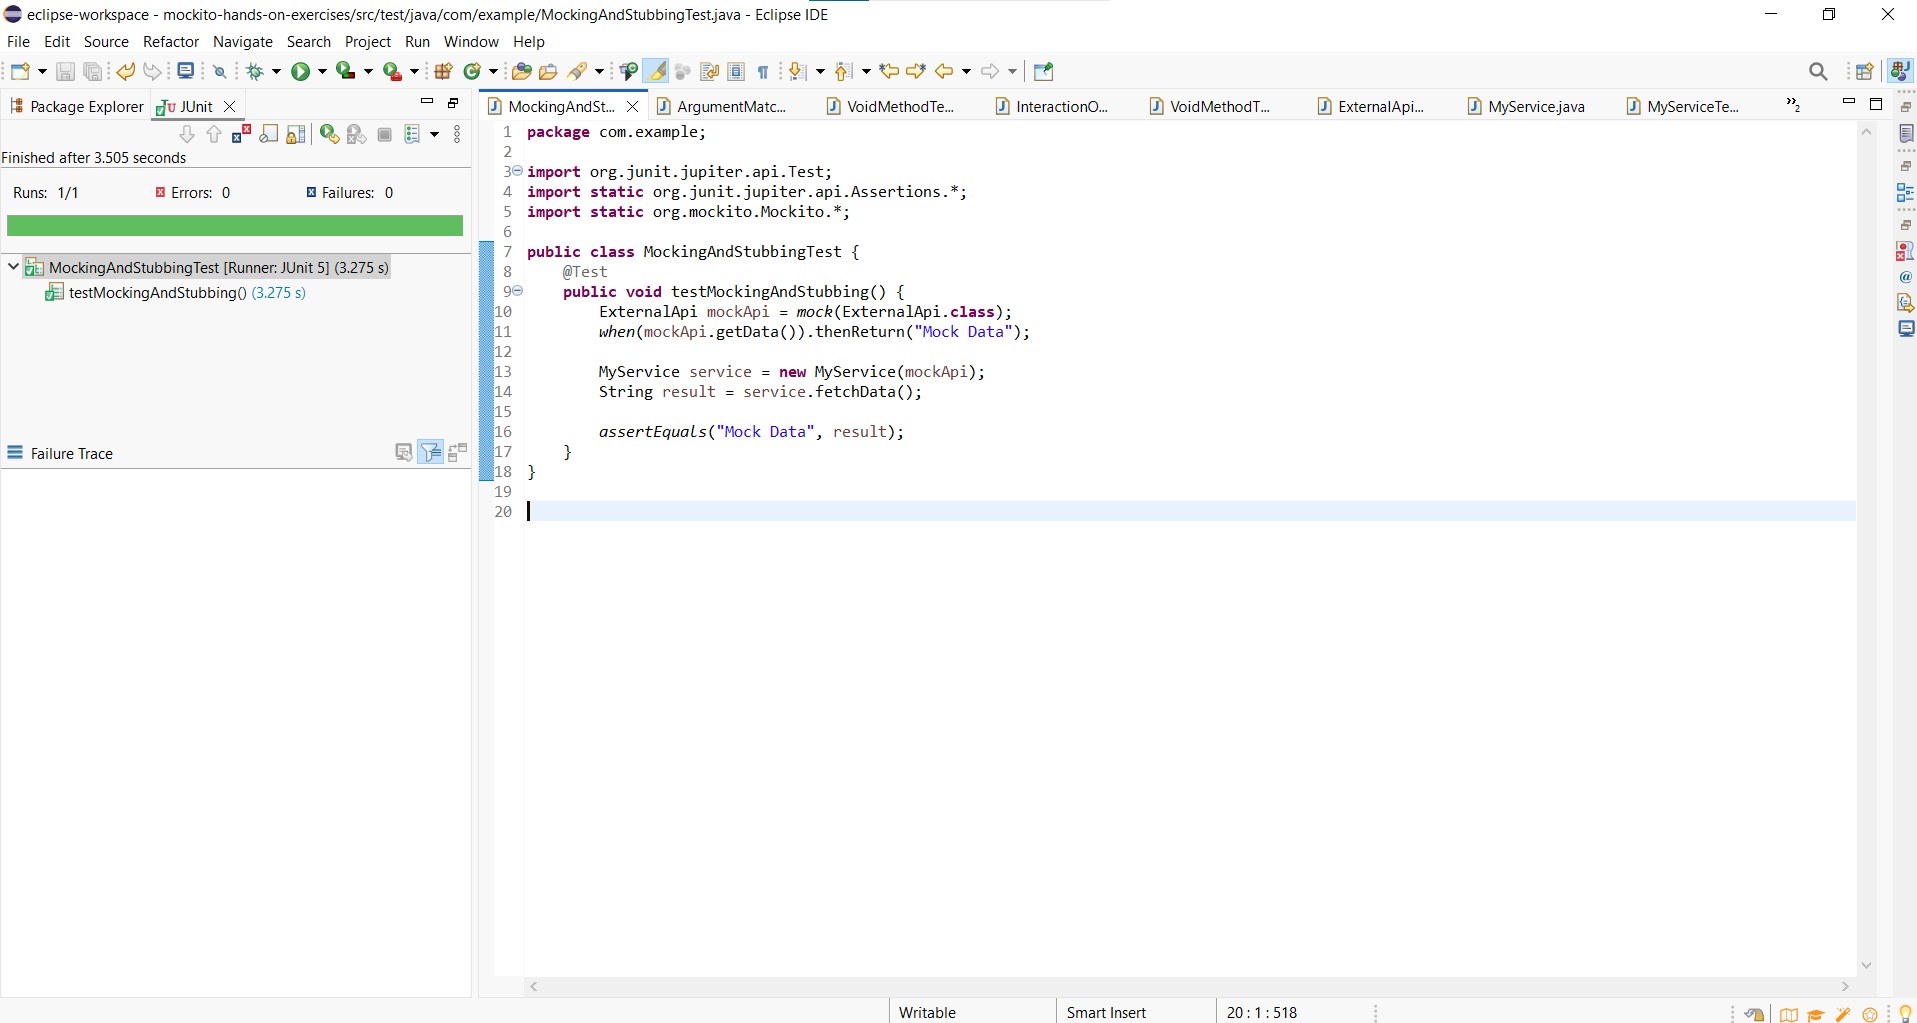 eclipse-workspace - mockito-hands-on-exercises/src/test/java/com/example/MockingAndStubbingTest.java - Eclipse IDE
File Edit Source Refactor Navigate Search Project Run Window Help
Package Explorer JUnit
MockingAndSt... ArgumentMatc... VoidMethodTe... InteractionO... VoidMethodT... ExternalApi... MyService.java MyServiceTe... »2
Finished after 3.505 seconds
Runs: 1/1 Errors: 0 Failures: 0
MockingAndStubbingTest [Runner: JUnit 5] (3.275 s)
testMockingAndStubbing() (3.275 s)
Failure Trace
1 package com.example;
2
3 import org.junit.jupiter.api.Test;
4 import static org.junit.jupiter.api.Assertions.*;
5 import static org.mockito.Mockito.*;
6
7 public class MockingAndStubbingTest {
8 @Test
9 public void testMockingAndStubbing() {
10 ExternalApi mockApi = mock(ExternalApi.class);
11 when(mockApi.getData()).thenReturn("Mock Data");
12
13 MyService service = new MyService(mockApi);
14 String result = service.fetchData();
15
16 assertEquals("Mock Data", result);
17 }
18 }
19
20
Writable Smart Insert 20 : 1 : 518